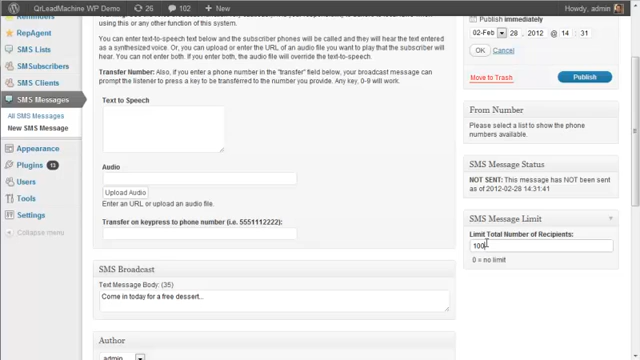 QrLeadMachine WP Demo 26 102 + New Howdy, admin
Reminders
RepAgent
SMS Lists
SMSubscribers
SMS Clients
SMS Messages
All SMS Messages
New SMS Message
Appearance
Plugins 13
Users
Tools
Settings
Collapse menu
using this or any other function of this system.
You can enter text-to-speech text below and the subscriber phones will be called and they will hear the text entered
as a synthesized voice. Or, you can upload or enter the URL of an audio file you want to play that the subscriber will
hear. You can not enter both. If you enter both, the audio will override the text-to-speech.
Transfer Number: Also, if you enter a phone number in the "transfer" field below, your broadcast message can
prompt the listener to press a key to be transferred to the number you provide. Any key, 0-9 will work.
Text to Speech
Audio
Upload Audio
Enter an URL or upload an audio file.
Transfer on keypress to phone number (i.e. 5551112222):
SMS Broadcast
Text Message Body: (35)
Come in today for a free dessert...
Author
admin
Publish immediately
02-Feb 28 , 2012 @ 14 : 31
OK Cancel
Move to Trash Publish
From Number
Please select a list to show the phone
numbers available.
SMS Message Status
NOT SENT: This message has NOT been sent
as of 2012-02-28 14:31:41
SMS Message Limit
Limit Total Number of Recipients:
100
0 = no limit